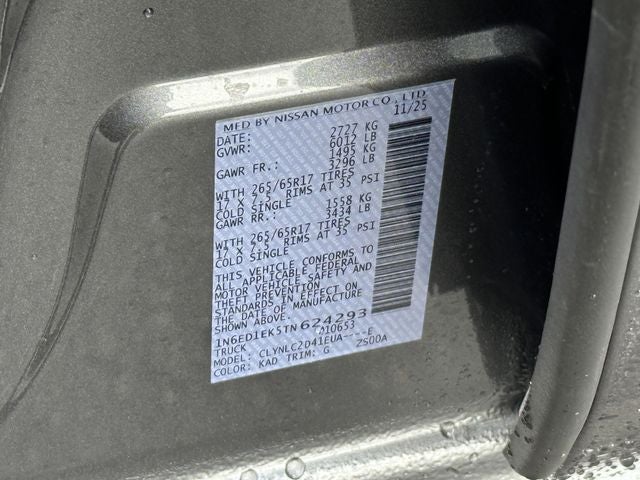 MFD BY NISSAN MOTOR CO., LTD
DATE: 11/25
GVWR: 2727 KG
6012 LB
GAWR FR.: 1495 KG
3296 LB
WITH 265/65R17 TIRES
17 X 7.5 RIMS AT 35 PSI
COLD SINGLE
GAWR RR.: 1558 KG
3434 LB
WITH 265/65R17 TIRES
17 X 7.5 RIMS AT 35 PSI
COLD SINGLE
THIS VEHICLE CONFORMS TO
ALL APPLICABLE FEDERAL
MOTOR VEHICLE SAFETY AND
THEFT PREVENTION
STANDARDS IN EFFECT ON
THE DATE OF MANUFACTURE
SHOWN ABOVE
1N6ED1EK5TN624293
TRUCK 710653
MODEL: CLYNLC2D41EUA----E
COLOR: KAD TRIM: G ZS00A